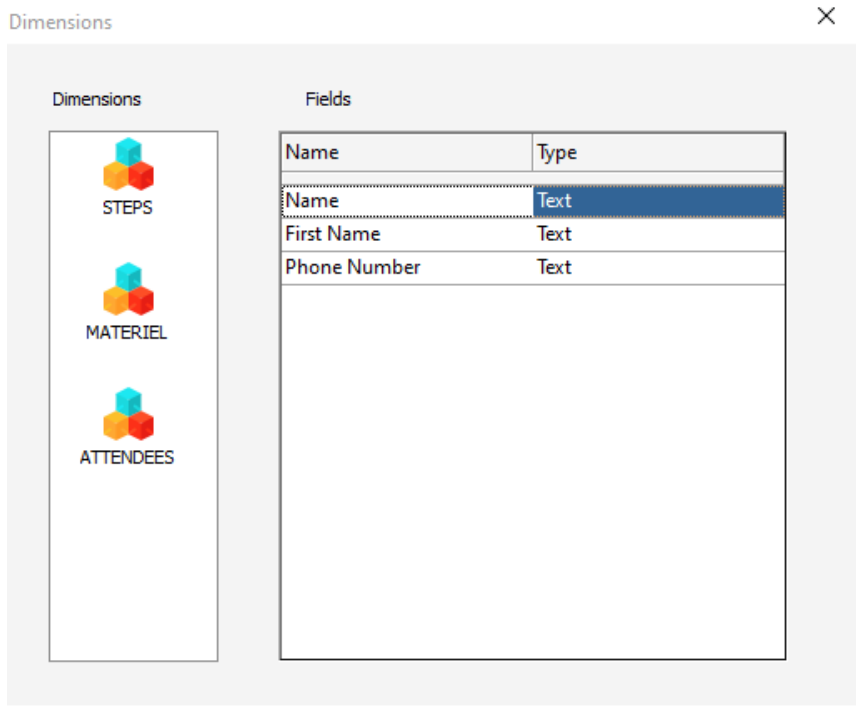 Dimensions
Dimensions
Fields
STEPS
MATERIEL
ATTENDEES
Name Type
Name Text
First Name Text
Phone Number Text